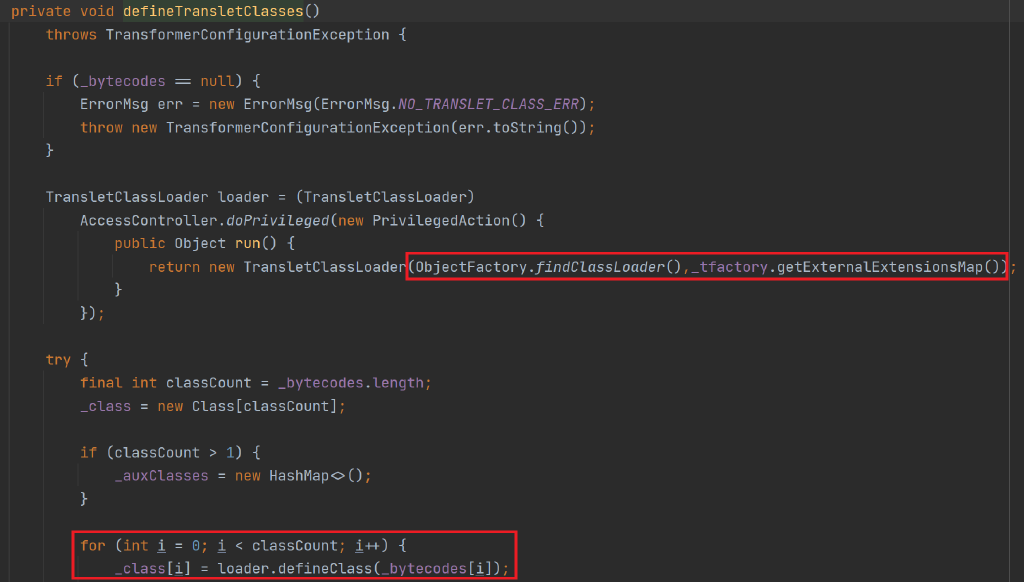 private void defineTransletClasses()
    throws TransformerConfigurationException {

    if (_bytecodes == null) {
        ErrorMsg err = new ErrorMsg(ErrorMsg.NO_TRANSLET_CLASS_ERR);
        throw new TransformerConfigurationException(err.toString());
    }

    TransletClassLoader loader = (TransletClassLoader)
        AccessController.doPrivileged(new PrivilegedAction() {
            public Object run() {
                return new TransletClassLoader(ObjectFactory.findClassLoader(),_tfactory.getExternalExtensionsMap());
            }
        });

    try {
        final int classCount = _bytecodes.length;
        _class = new Class[classCount];

        if (classCount > 1) {
            _auxClasses = new HashMap<>();
        }

        for (int i = 0; i < classCount; i++) {
            _class[i] = loader.defineClass(_bytecodes[i]);